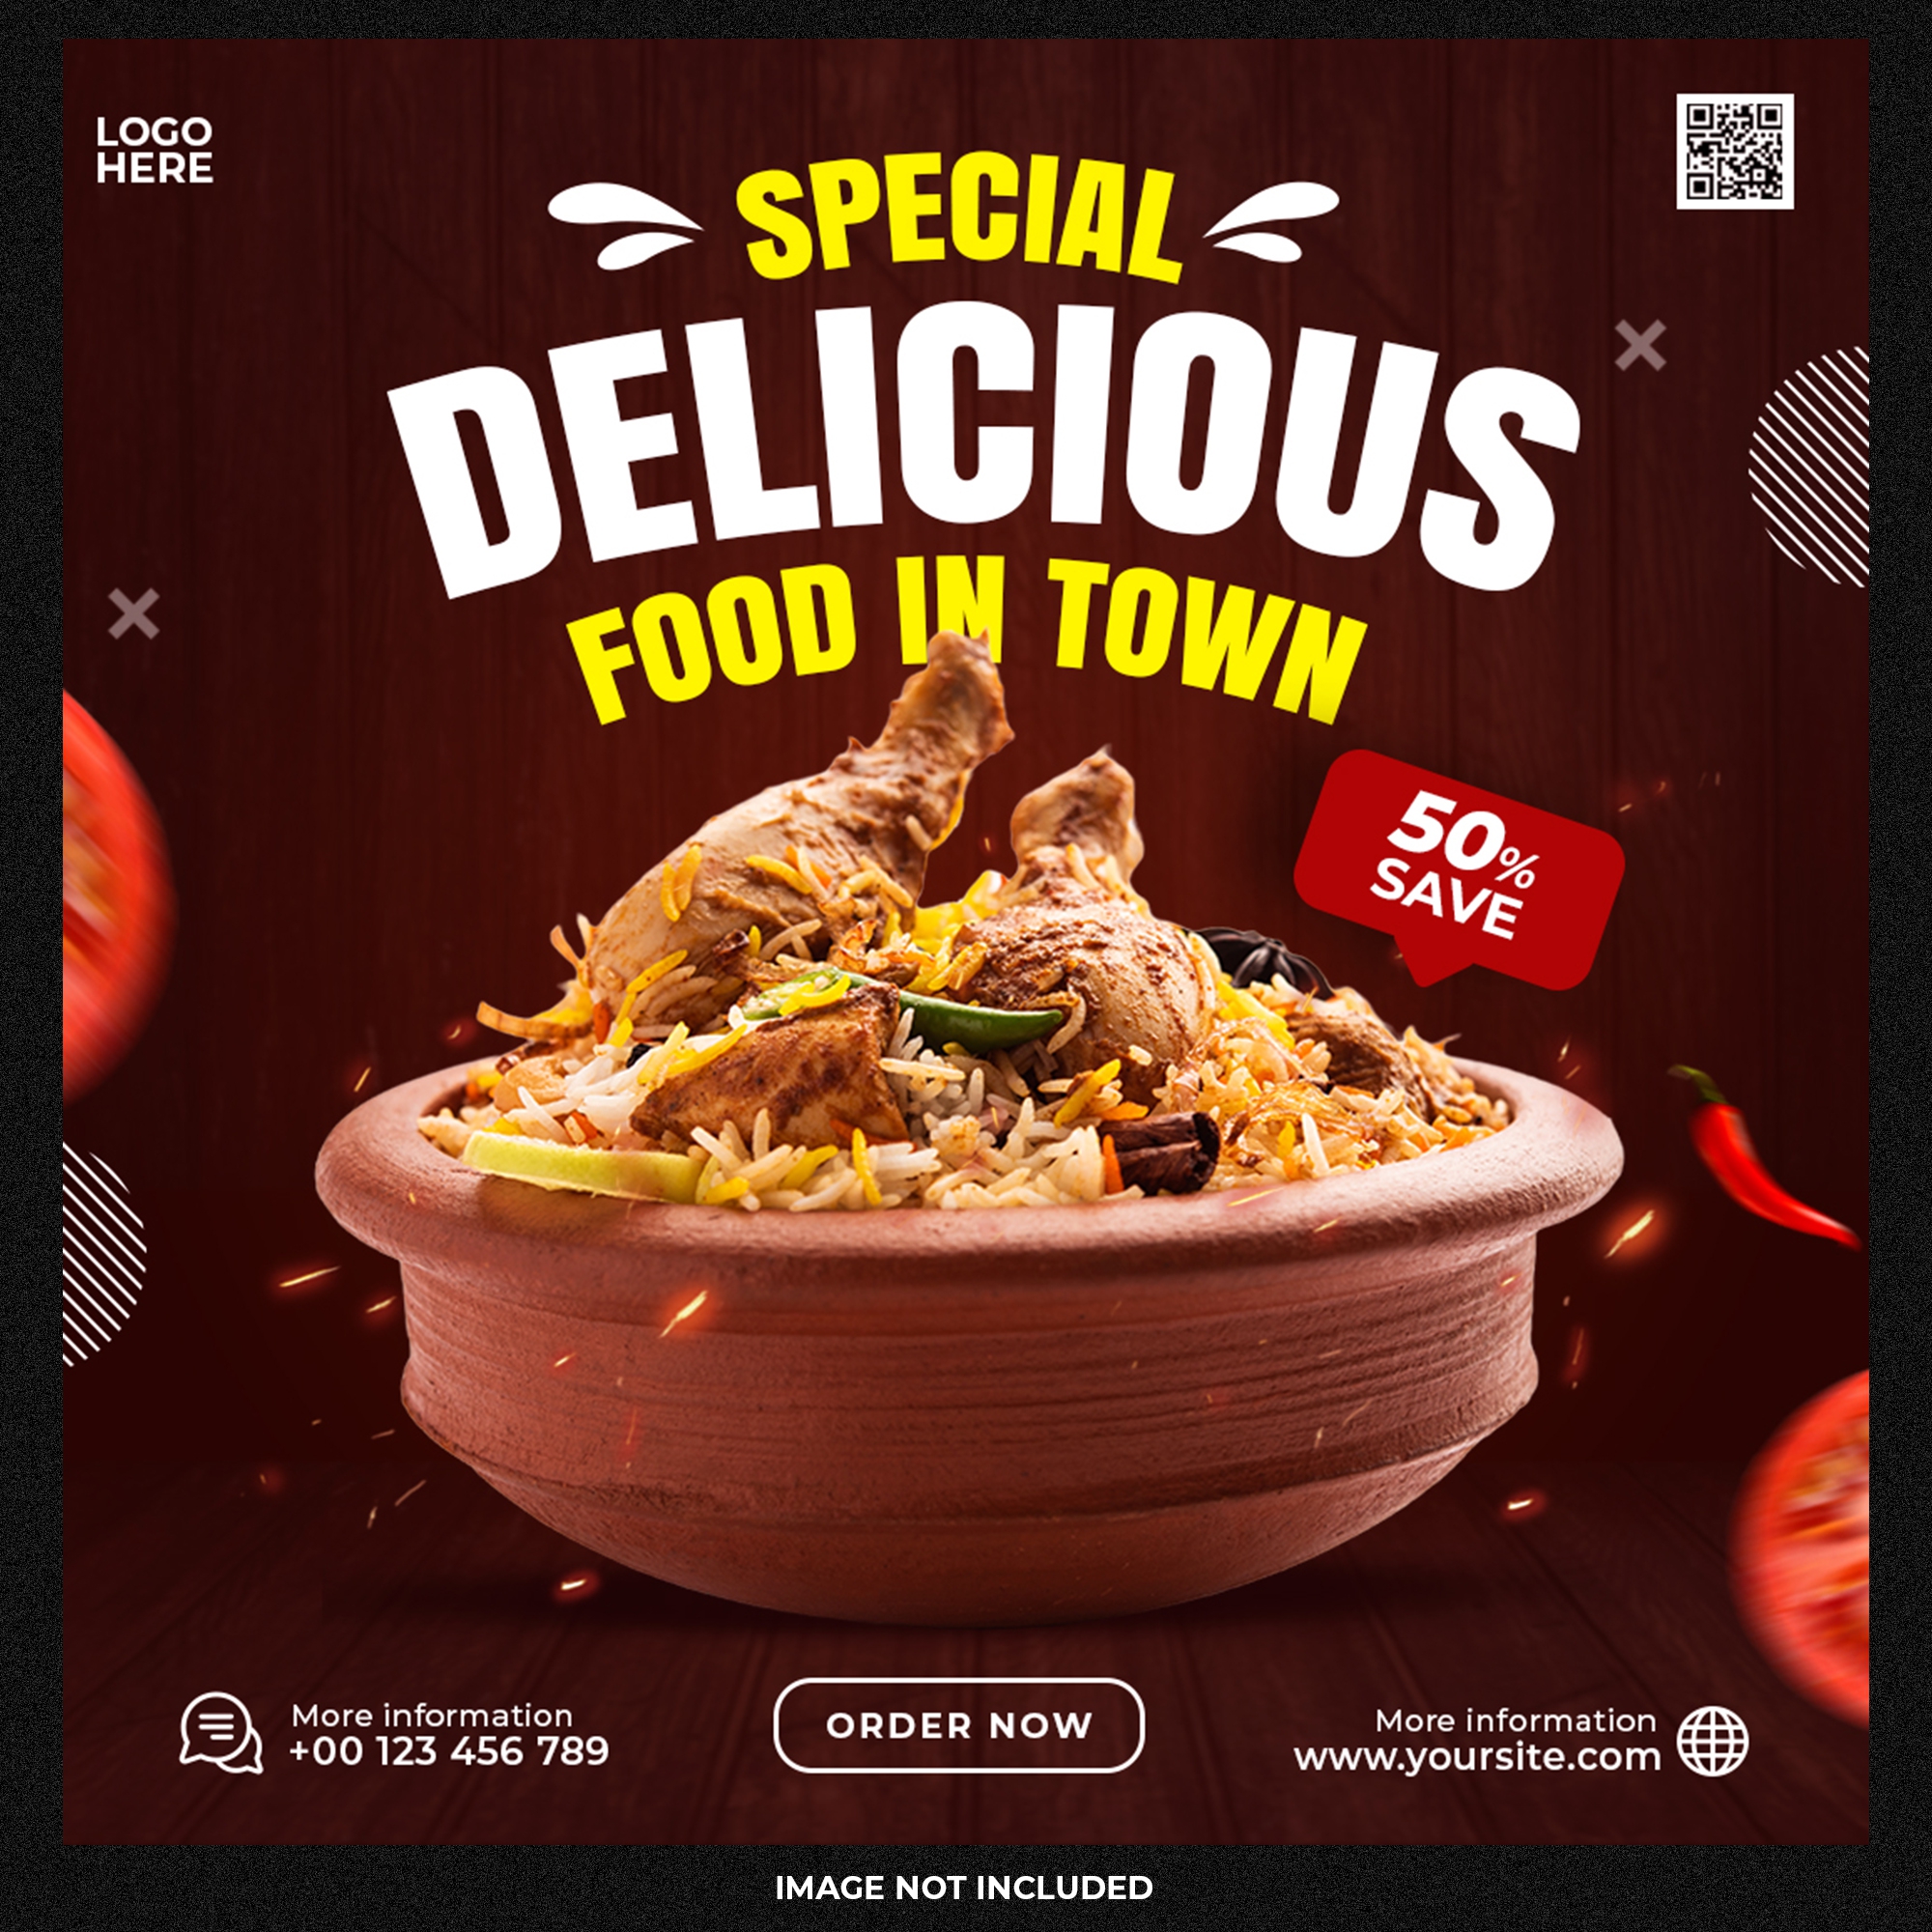 LOGO
HERE
SPECIAL
DELICIOUS
FOOD IN TOWN
50%
SAVE
More information
+00 123 456 789
ORDER NOW
More information
www.yoursite.com
IMAGE NOT INCLUDED